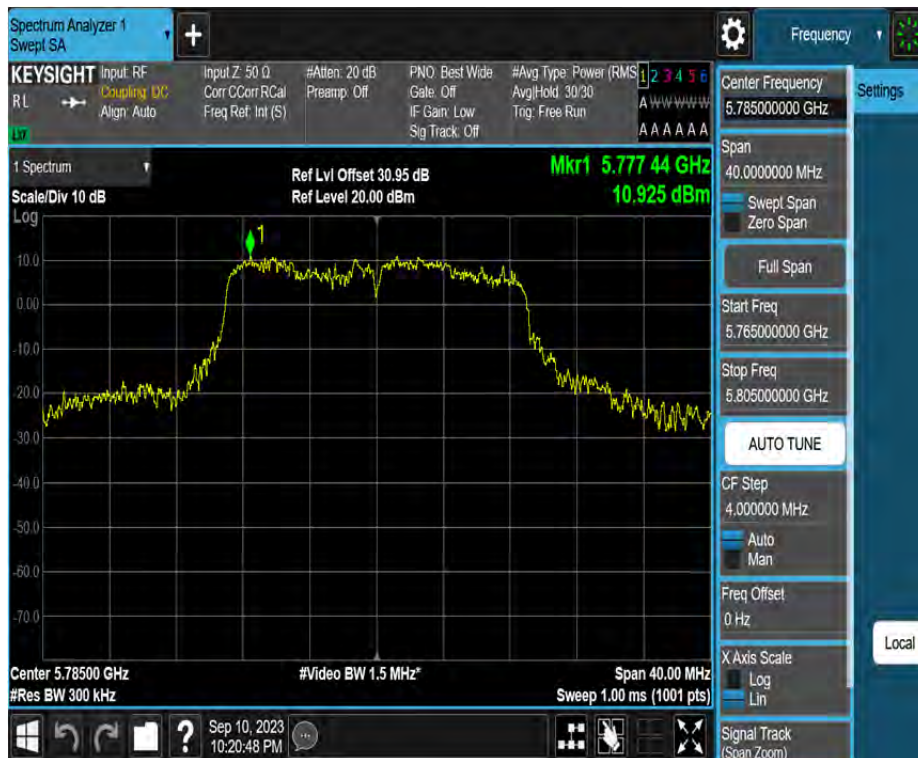 Spectrum Analyzer 1
Swept SA
+
Frequency
KEYSIGHT
RL
LXI
Input: RF
Coupling: DC
Align: Auto
Input Z: 50 Ω
Corr CCorr RCal
Freq Ref: Int (S)
#Atten: 20 dB
Preamp: Off
PNO: Best Wide
Gate: Off
IF Gain: Low
Sig Track: Off
#Avg Type: Power (RMS
Avg|Hold: 30/30
Trig: Free Run
1 2 3 4 5 6
A W W W W W
A A A A A A
1 Spectrum
Scale/Div 10 dB
Log
Ref Lvl Offset 30.95 dB
Ref Level 20.00 dBm
Mkr1 5.777 44 GHz
10.925 dBm
1
10.0
0.00
-10.0
-20.0
-30.0
-40.0
-50.0
-60.0
-70.0
Center 5.78500 GHz
#Video BW 1.5 MHz*
Span 40.00 MHz
#Res BW 300 kHz
Sweep 1.00 ms (1001 pts)
?
Sep 10, 2023
10:20:48 PM
Center Frequency
5.785000000 GHz
Settings
Span
40.0000000 MHz
Swept Span
Zero Span
Full Span
Start Freq
5.765000000 GHz
Stop Freq
5.805000000 GHz
AUTO TUNE
CF Step
4.000000 MHz
Auto
Man
Freq Offset
0 Hz
X Axis Scale
Log
Lin
Local
Signal Track
(Span Zoom)